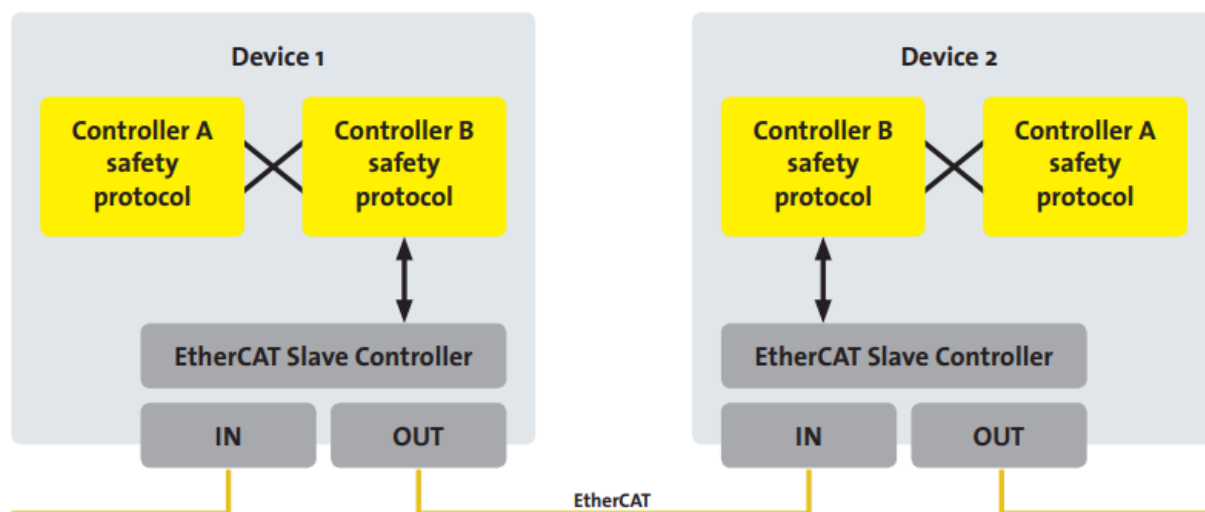 Device 1
Controller A
safety
protocol
Controller B
safety
protocol
EtherCAT Slave Controller
IN
OUT
Device 2
Controller B
safety
protocol
Controller A
safety
protocol
EtherCAT Slave Controller
IN
OUT
EtherCAT